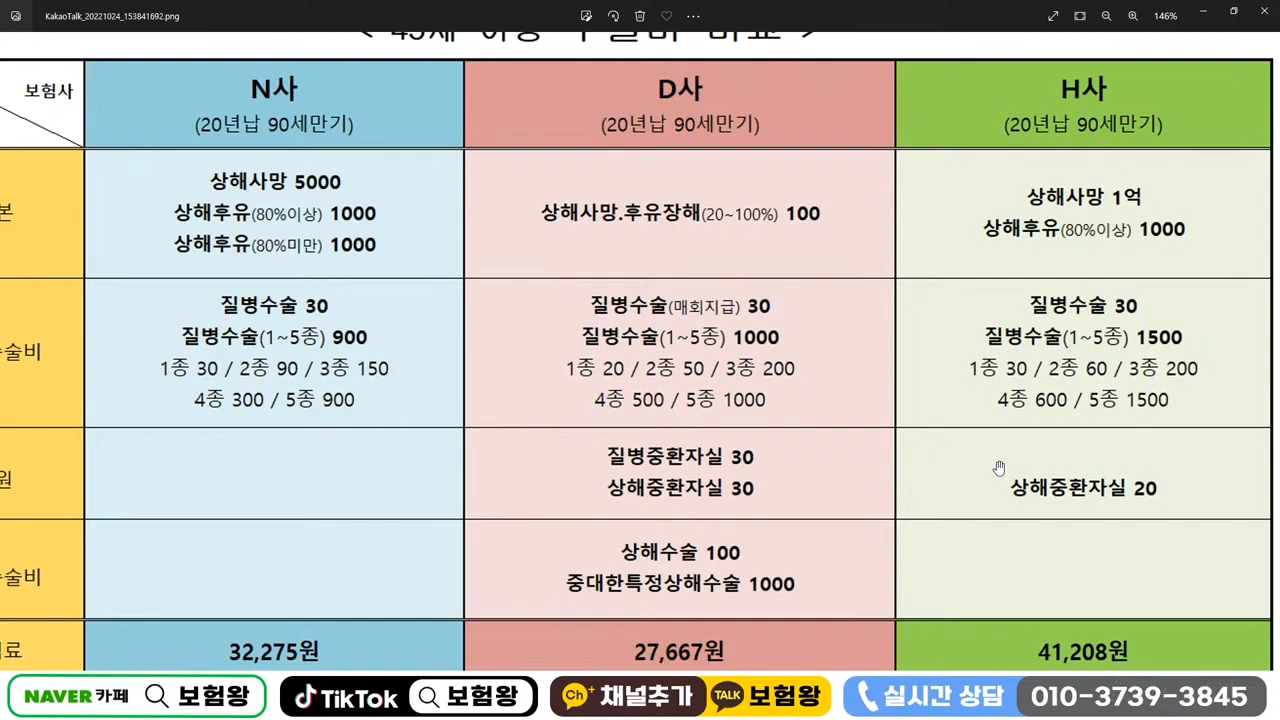 KakaoTalk_20221024_153841692.png
146%
보험사
N사
(20년납 90세만기)
D사
(20년납 90세만기)
H사
(20년납 90세만기)
본
상해사망 5000
상해후유(80%이상) 1000
상해후유(80%미만) 1000
상해사망.후유장해(20~100%) 100
상해사망 1억
상해후유(80%이상) 1000
술비
질병수술 30
질병수술(1~5종) 900
1종 30 / 2종 90 / 3종 150
4종 300 / 5종 900
질병수술(매회지급) 30
질병수술(1~5종) 1000
1종 20 / 2종 50 / 3종 200
4종 500 / 5종 1000
질병수술 30
질병수술(1~5종) 1500
1종 30 / 2종 60 / 3종 200
4종 600 / 5종 1500
원
질병중환자실 30
상해중환자실 30
상해중환자실 20
술비
상해수술 100
중대한특정상해수술 1000
료
32,275원
27,667원
41,208원
NAVER 카페 보험왕
TikTok 보험왕
Ch+ 채널추가 TALK 보험왕
실시간 상담 010-3739-3845